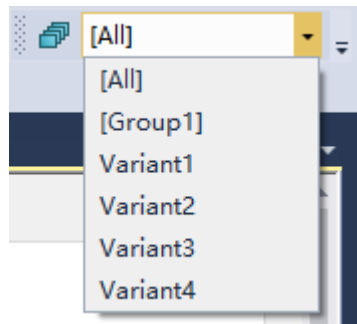 [All]
[All]
[Group1]
Variant1
Variant2
Variant3
Variant4